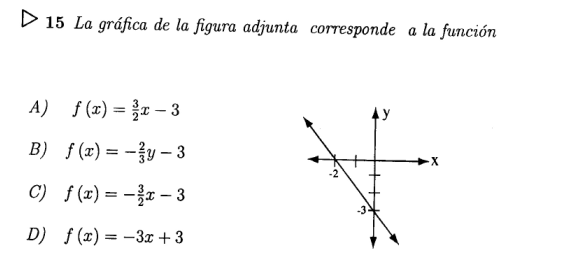 ▷ 15 La gráfica de la figura adjunta corresponde a la función
A) f (x) = 3/2x − 3
B) f (x) = −2/3y − 3
C) f (x) = −3/2x − 3
D) f (x) = −3x + 3
y
x
-2
-3